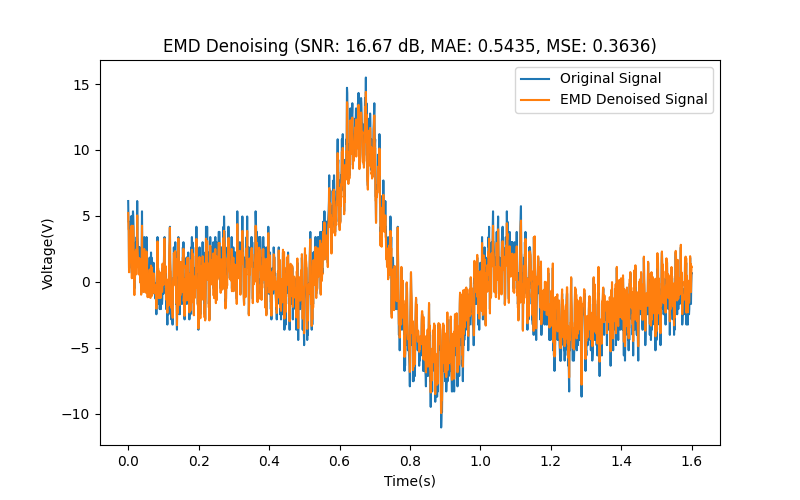 EMD Denoising (SNR: 16.67 dB, MAE: 0.5435, MSE: 0.3636)
Original Signal
EMD Denoised Signal
15
10
5
0
−5
−10
Voltage(V)
0.0 0.2 0.4 0.6 0.8 1.0 1.2 1.4 1.6
Time(s)